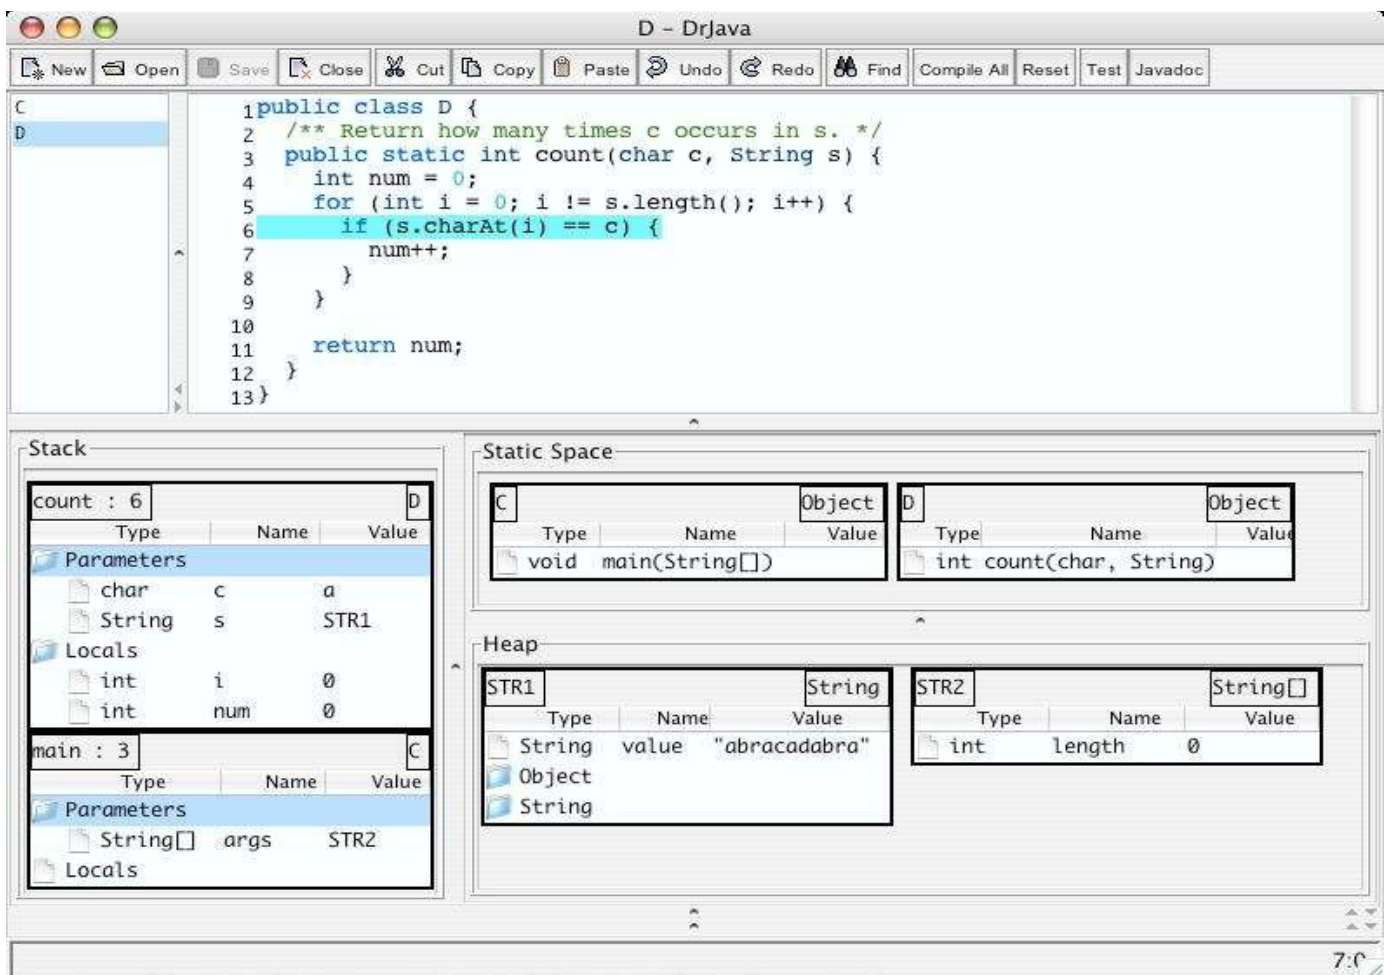 D – DrJava
New Open Save Close Cut Copy Paste Undo Redo Find Compile All Reset Test Javadoc
C
D
1 public class D {
2 /** Return how many times c occurs in s. */
3 public static int count(char c, String s) {
4 int num = 0;
5 for (int i = 0; i != s.length(); i++) {
6 if (s.charAt(i) == c) {
7 num++;
8 }
9 }
10
11 return num;
12 }
13 }
Stack
count : 6 D
Type Name Value
Parameters
char c a
String s STR1
Locals
int i 0
int num 0
main : 3 C
Type Name Value
Parameters
String[] args STR2
Locals
Static Space
C Object
Type Name Value
void main(String[])
D Object
Type Name Value
int count(char, String)
Heap
STR1 String
Type Name Value
String value "abracadabra"
Object
String
STR2 String[]
Type Name Value
int length 0